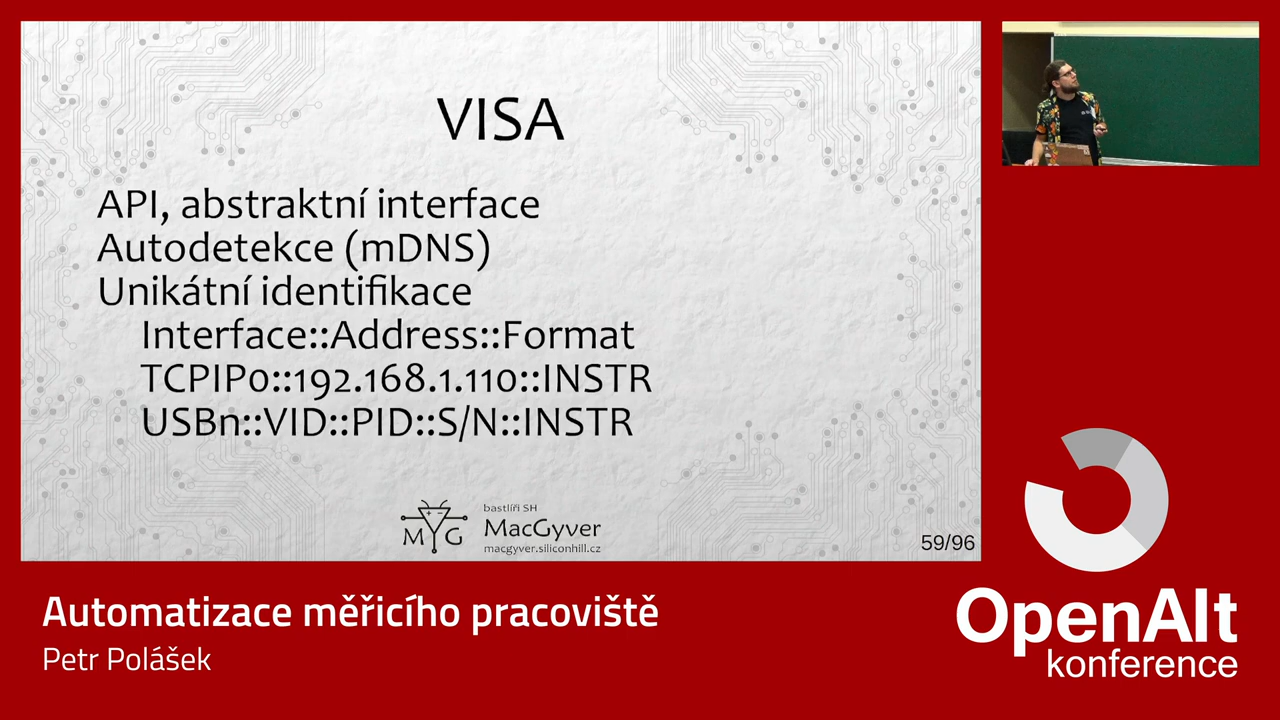 VISA
API, abstraktní interface
Autodetekce (mDNS)
Unikátní identifikace
Interface::Address::Format
TCPIP0::192.168.1.110::INSTR
USBn::VID::PID::S/N::INSTR
MYG
bastlíři SH
MacGyver
macgyver.siliconhill.cz
59/96
Automatizace měřicího pracoviště
Petr Polášek
OpenAlt
konference